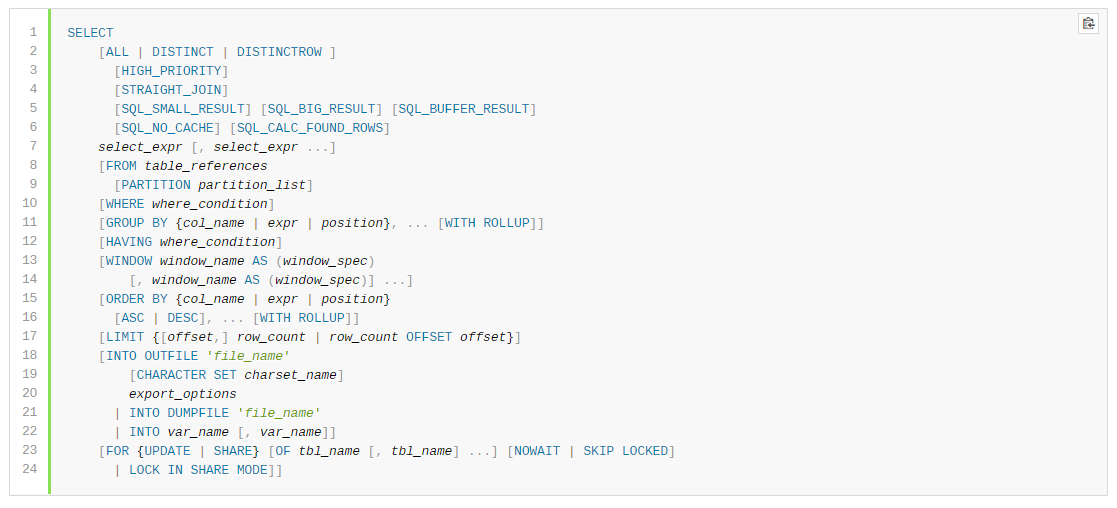 1 SELECT
2 [ALL | DISTINCT | DISTINCTROW ]
3 [HIGH_PRIORITY]
4 [STRAIGHT_JOIN]
5 [SQL_SMALL_RESULT] [SQL_BIG_RESULT] [SQL_BUFFER_RESULT]
6 [SQL_NO_CACHE] [SQL_CALC_FOUND_ROWS]
7 select_expr [, select_expr ...]
8 [FROM table_references
9 [PARTITION partition_list]
10 [WHERE where_condition]
11 [GROUP BY {col_name | expr | position}, ... [WITH ROLLUP]]
12 [HAVING where_condition]
13 [WINDOW window_name AS (window_spec)
14 [, window_name AS (window_spec)] ...]
15 [ORDER BY {col_name | expr | position}
16 [ASC | DESC], ... [WITH ROLLUP]]
17 [LIMIT {[offset,] row_count | row_count OFFSET offset}]
18 [INTO OUTFILE 'file_name'
19 [CHARACTER SET charset_name]
20 export_options
21 | INTO DUMPFILE 'file_name'
22 | INTO var_name [, var_name]]
23 [FOR {UPDATE | SHARE} [OF tbl_name [, tbl_name] ...] [NOWAIT | SKIP LOCKED]
24 | LOCK IN SHARE MODE]]